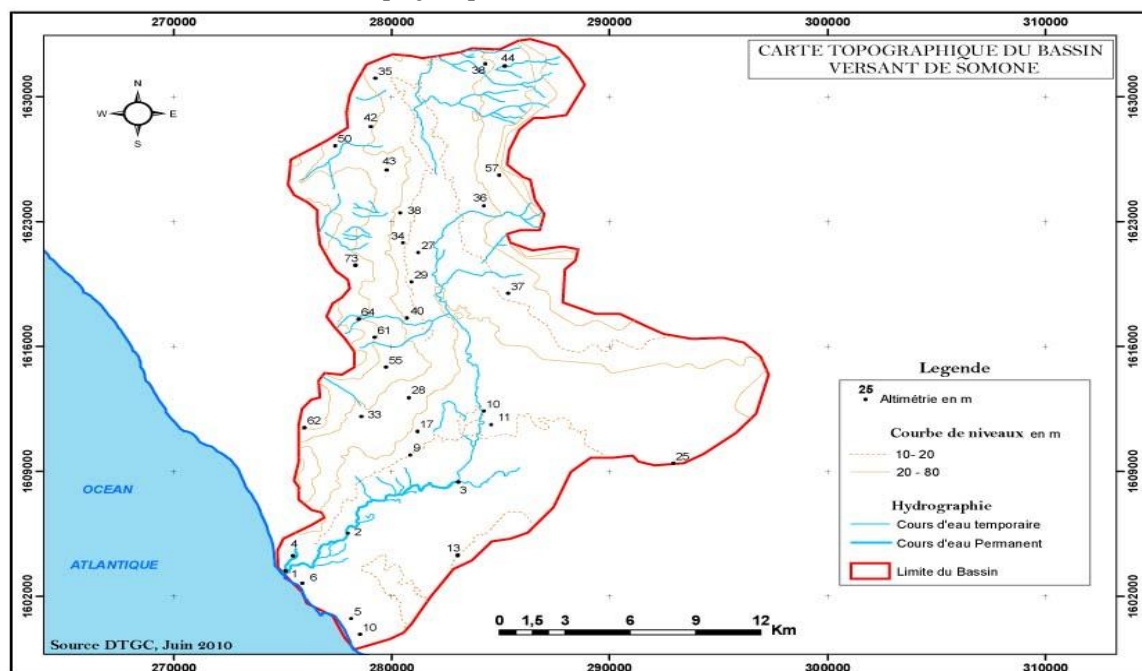 270000 280000 290000 300000 310000
CARTE TOPOGRAPHIQUE DU BASSIN
VERSANT DE SOMONE
N
W E
S
1630000 1630000
1623000 1623000
1616000 1616000
1609000 1609000
1602000 1602000
35
38 44
42
50
43
57
36
38
34
27
73
29
37
64 40
61
55
28
10
33
11
62
17
9
25
3
2
4
13
1
6
5
10
OCEAN
ATLANTIQUE
Legende
25
Altimétrie en m
Courbe de niveaux en m
10- 20
20 - 80
Hydrographie
Cours d'eau temporaire
Cours d'eau Permanent
Limite du Bassin
0 1,5 3 6 9 12
Km
Source DTGC, Juin 2010
270000 280000 290000 300000 310000